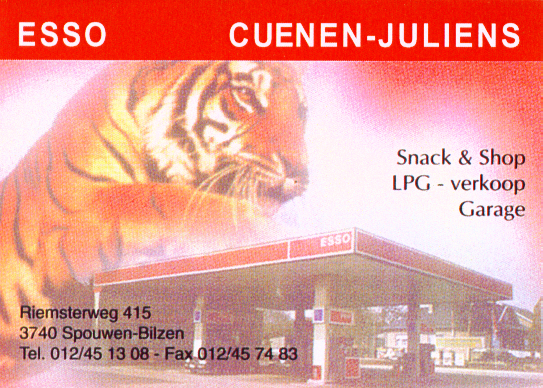 ESSO CUENEN-JULIENS
Snack & Shop
LPG - verkoop
Garage
ESSO
Riemsterweg 415
3740 Spouwen-Bilzen
Tel. 012/45 13 08 - Fax 012/45 74 83